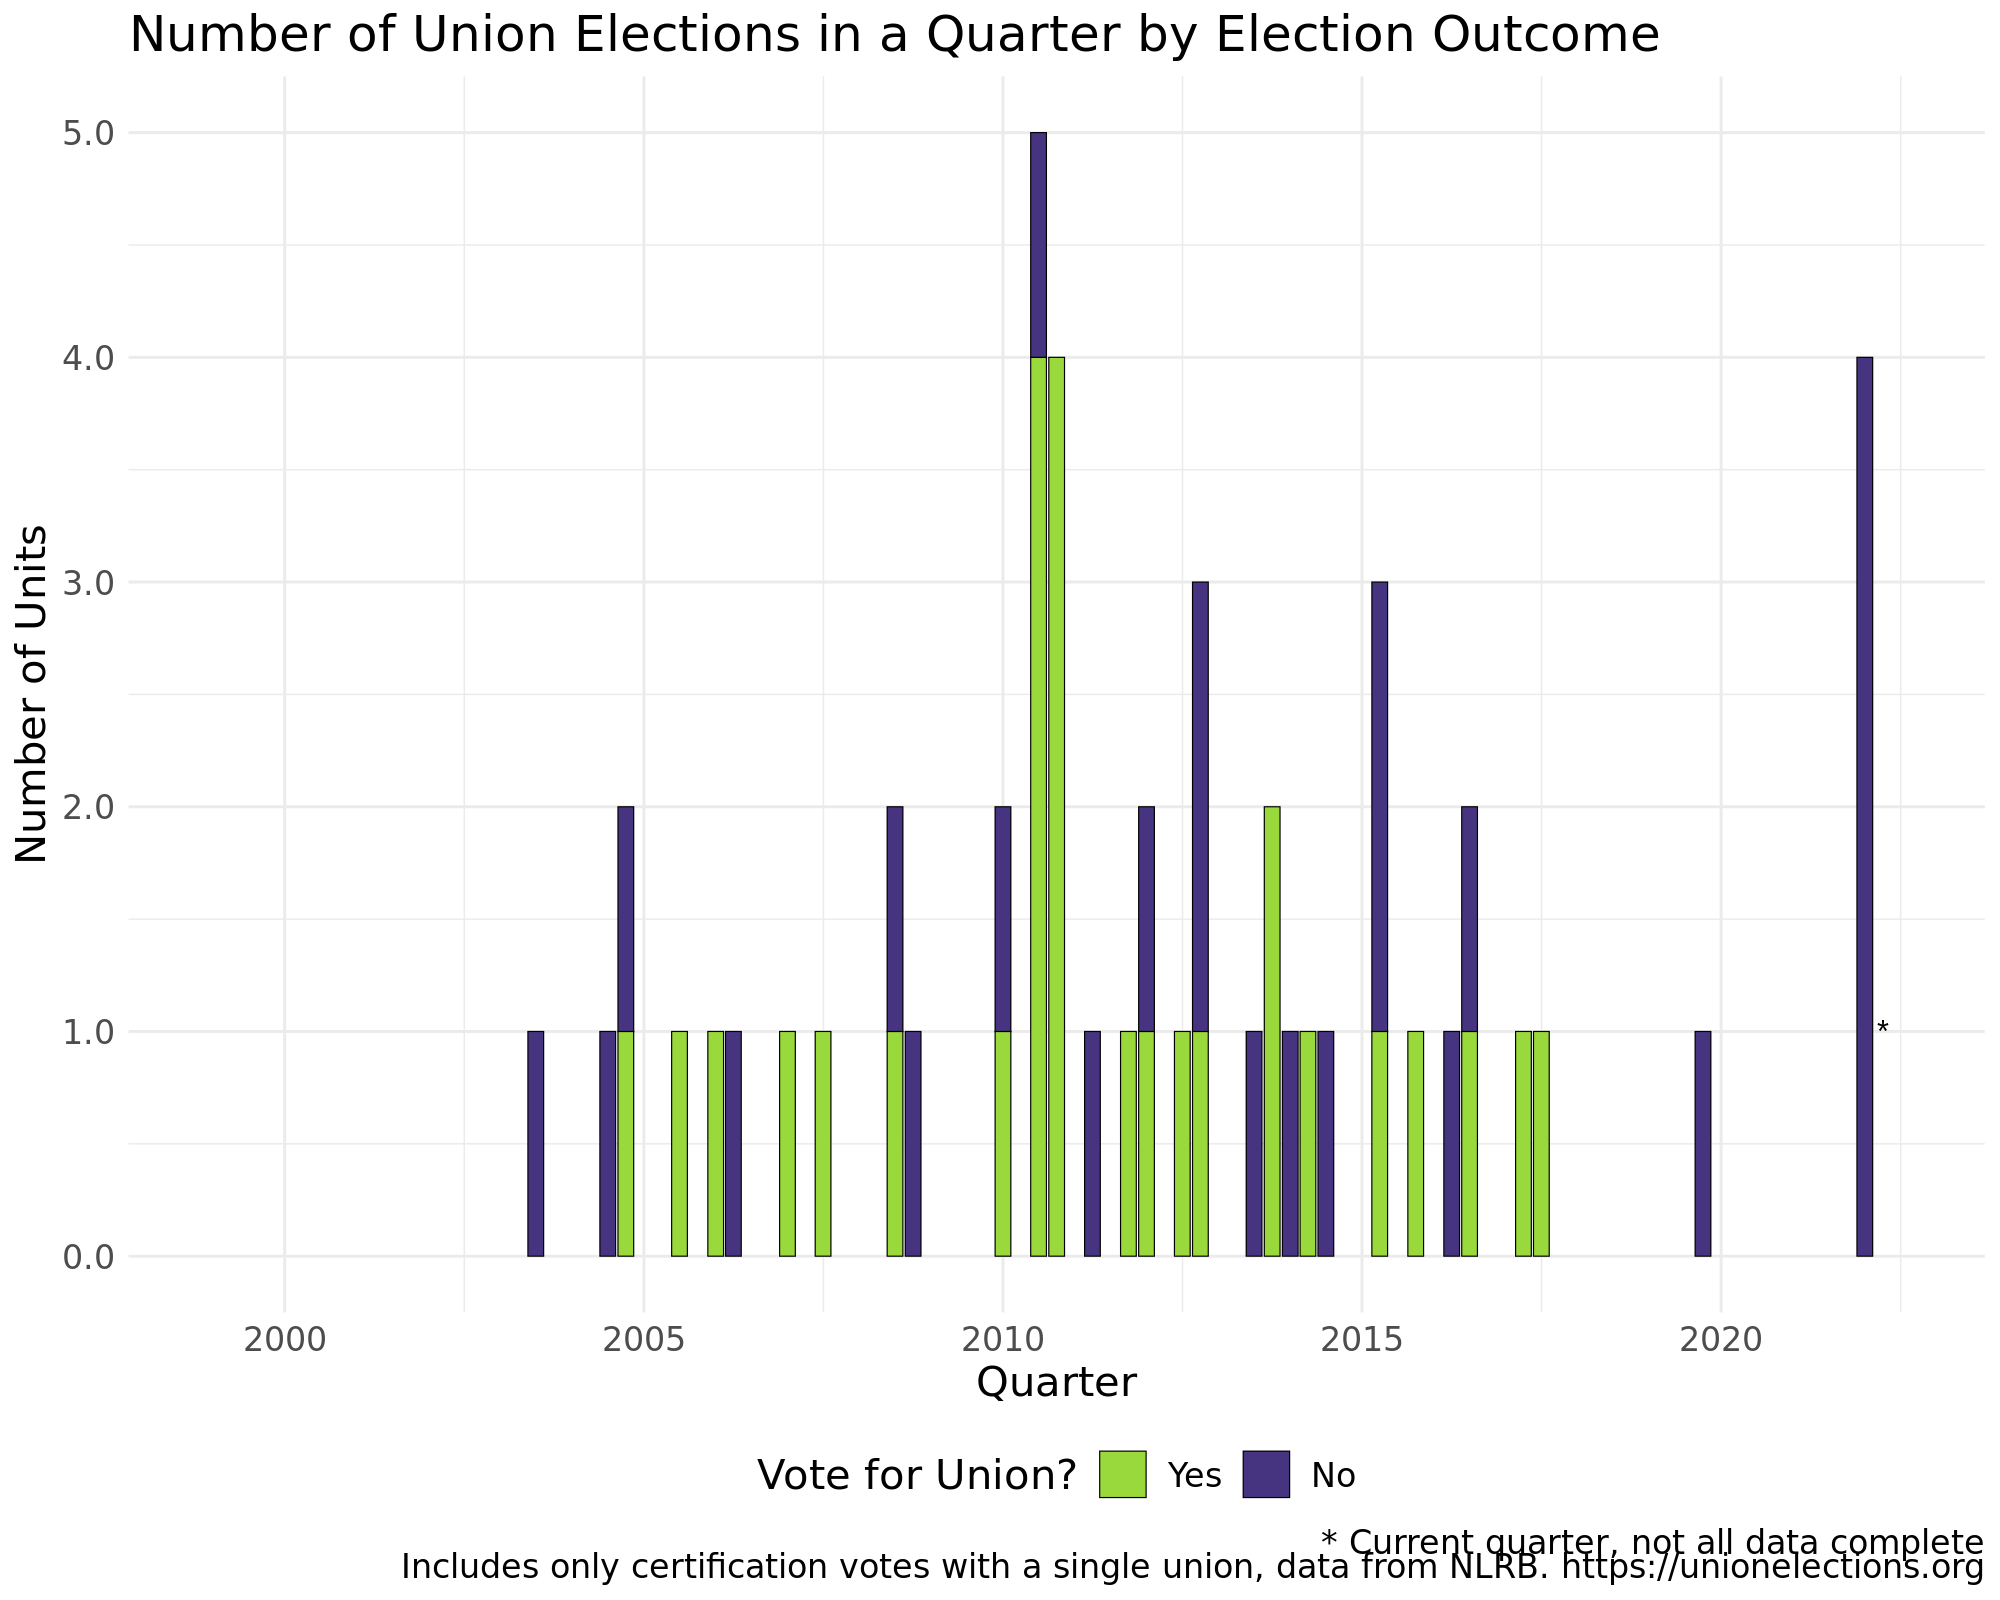 Number of Union Elections in a Quarter by Election Outcome
5.0
4.0
3.0
2.0
1.0
0.0
Number of Units
*
2000 2005 2010 2015 2020
Quarter
Vote for Union? Yes No
* Current quarter, not all data complete
Includes only certification votes with a single union, data from NLRB. https://unionelections.org